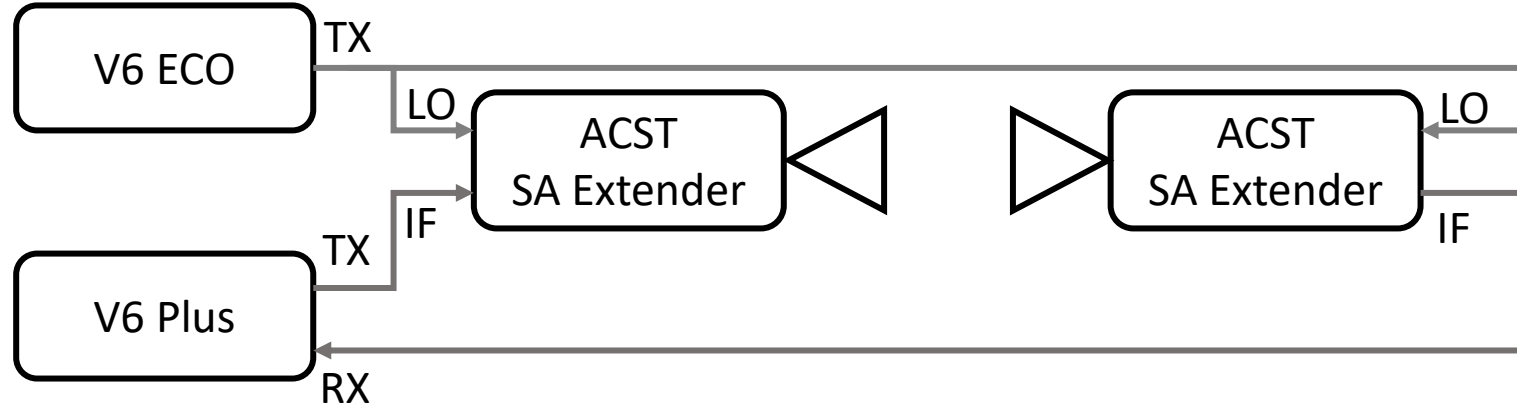 V6 ECO
TX
LO
ACST
SA Extender
IF
ACST
SA Extender
LO
IF
V6 Plus
TX
RX